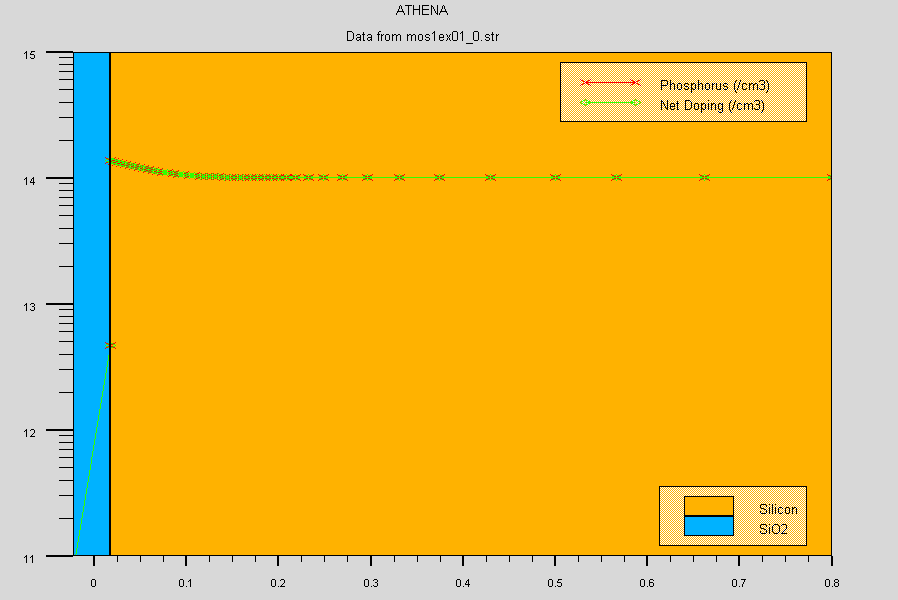 ATHENA
Data from mos1ex01_0.str
15
14
13
12
11
Phosphorus (/cm3)
Net Doping (/cm3)
Silicon
SiO2
0 0.1 0.2 0.3 0.4 0.5 0.6 0.7 0.8